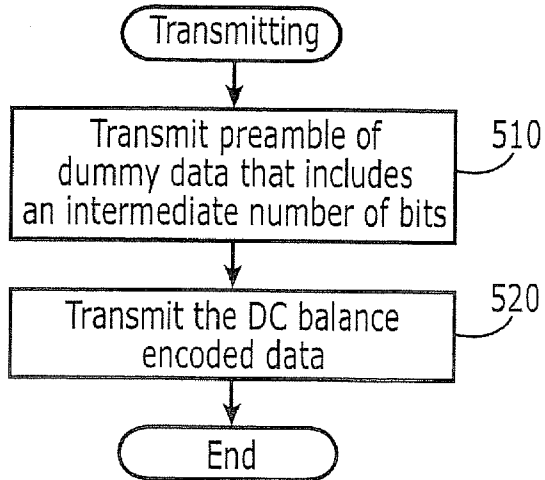 Transmitting
Transmit preamble of
dummy data that includes
an intermediate number of bits
510
Transmit the DC balance
encoded data
520
End